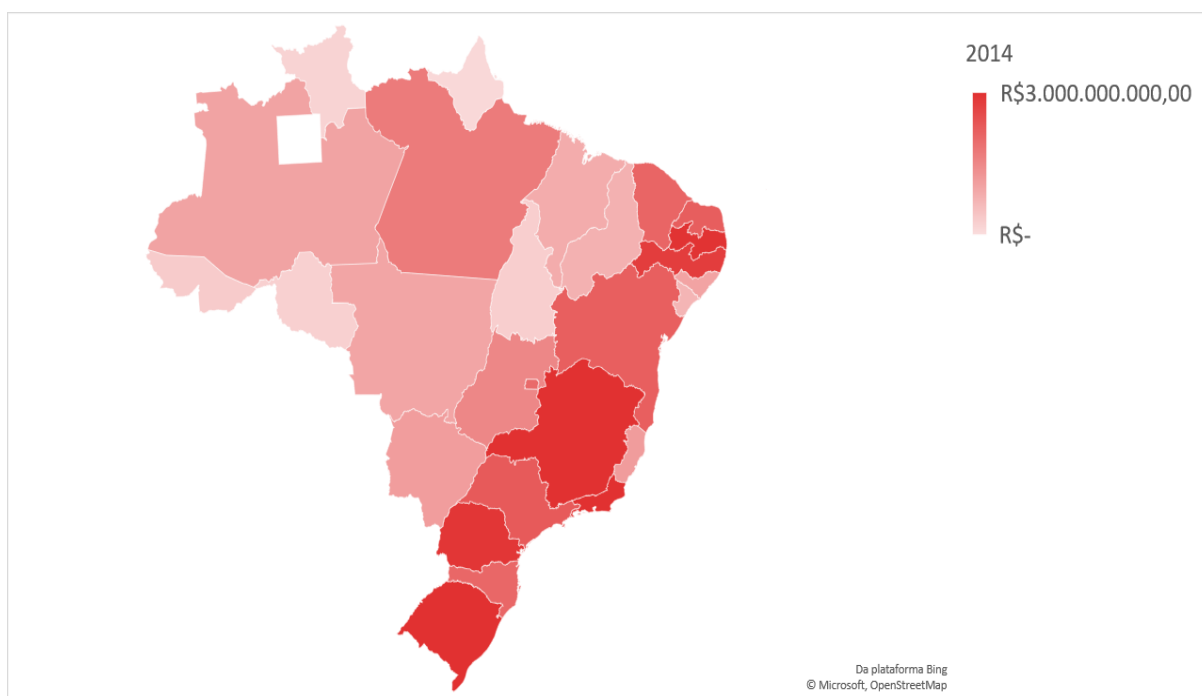 2014
R$3.000.000.000,00
R$-
Da plataforma Bing
© Microsoft, OpenStreetMap